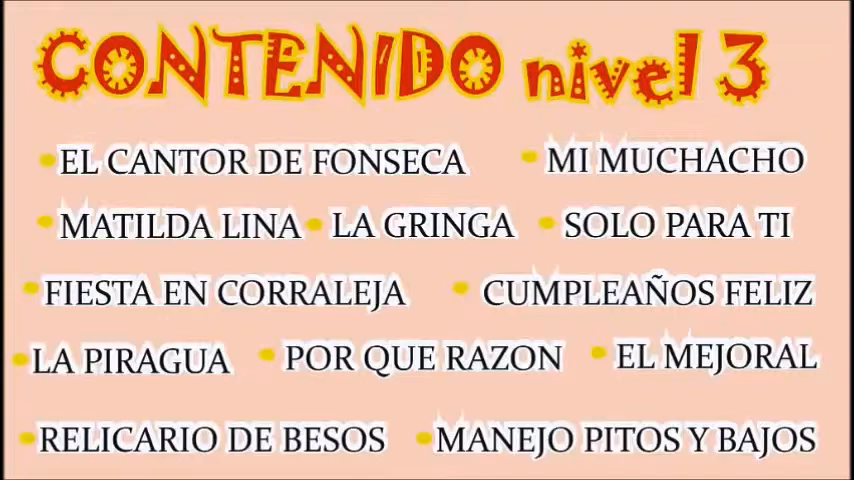 CONTENIDO nivel 3
• EL CANTOR DE FONSECA • MI MUCHACHO
• MATILDA LINA • LA GRINGA • SOLO PARA TI
• FIESTA EN CORRALEJA • CUMPLEAÑOS FELIZ
• LA PIRAGUA • POR QUE RAZON • EL MEJORAL
• RELICARIO DE BESOS • MANEJO PITOS Y BAJOS